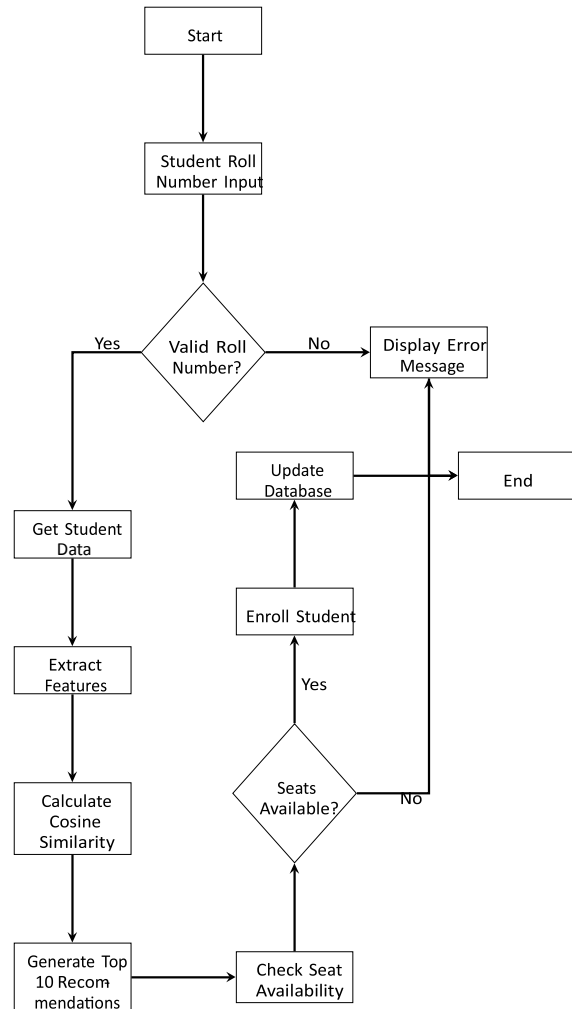 Start
Student Roll
Number Input
Valid Roll
Number?
Yes
No
Display Error
Message
Update
Database
End
Get Student
Data
Enroll Student
Extract
Features
Yes
Seats
Available?
No
Calculate
Cosine
Similarity
Generate Top
10 Recom-
mendations
Check Seat
Availability